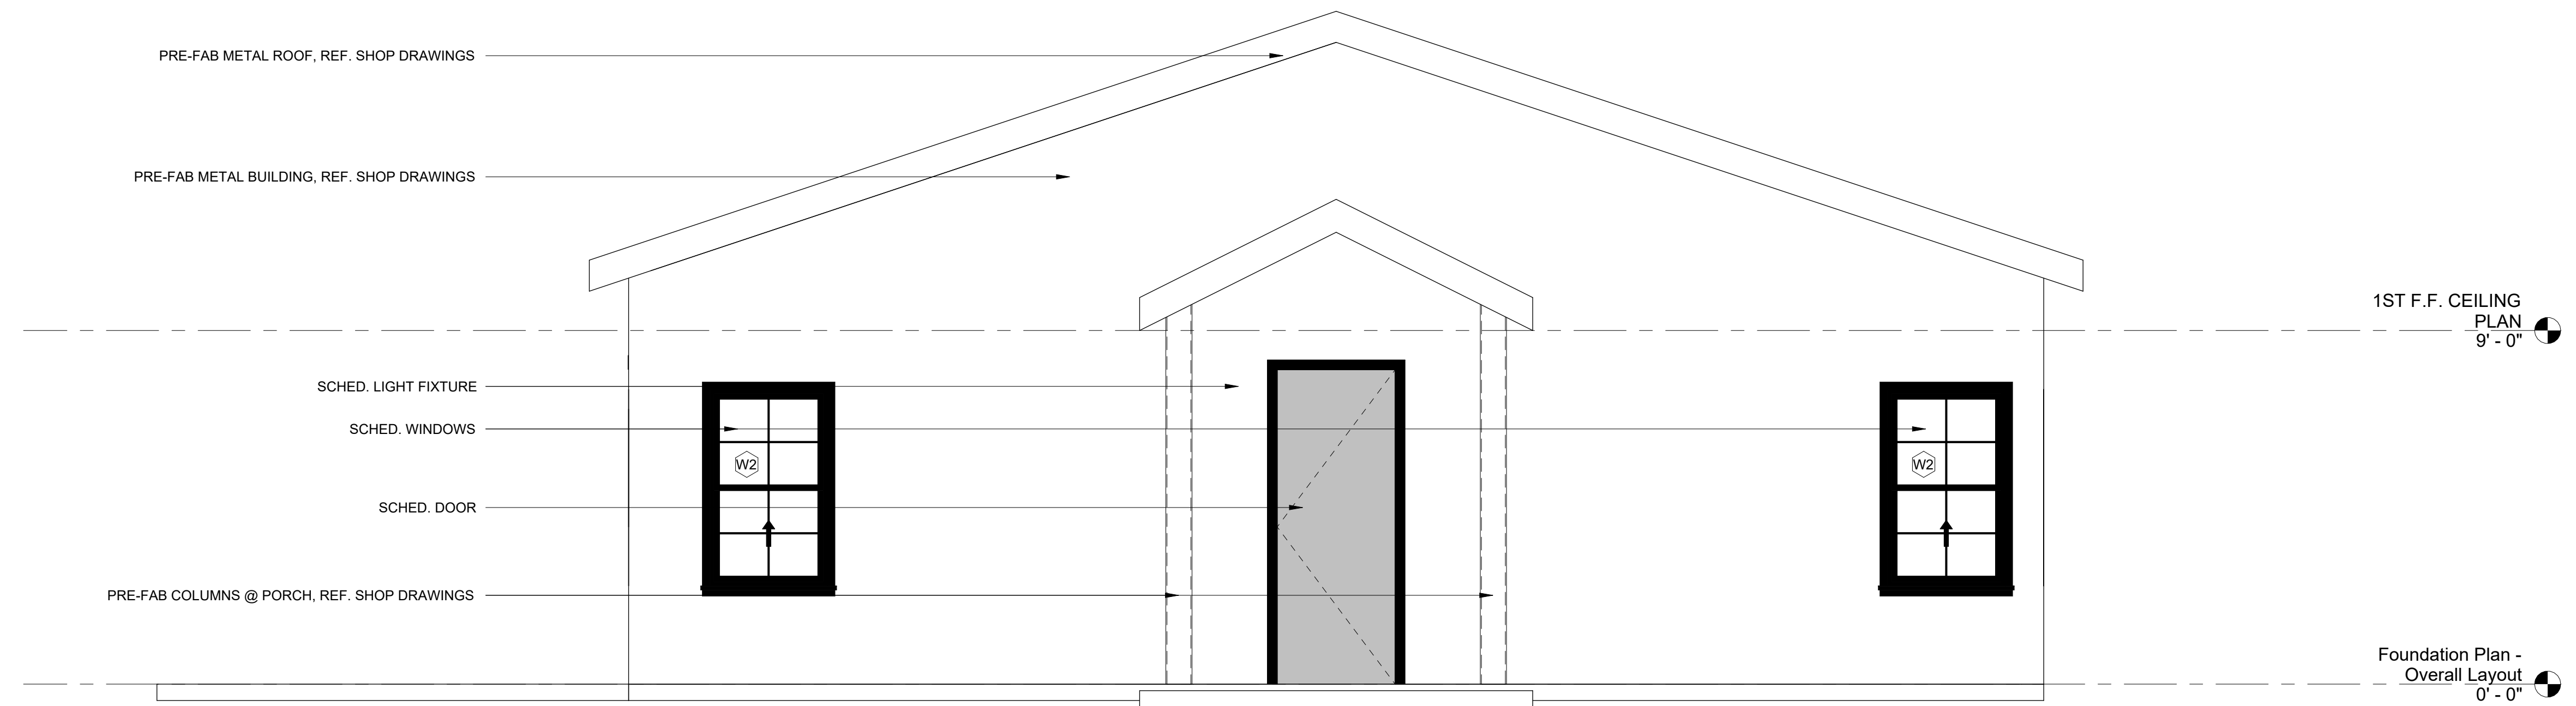 PRE-FAB METAL ROOF, REF. SHOP DRAWINGS
PRE-FAB METAL BUILDING, REF. SHOP DRAWINGS
1ST F.F. CEILING
PLAN
9' - 0"
SCHED. LIGHT FIXTURE
SCHED. WINDOWS
W2
W2
SCHED. DOOR
PRE-FAB COLUMNS @ PORCH, REF. SHOP DRAWINGS
Foundation Plan -
Overall Layout
0' - 0"